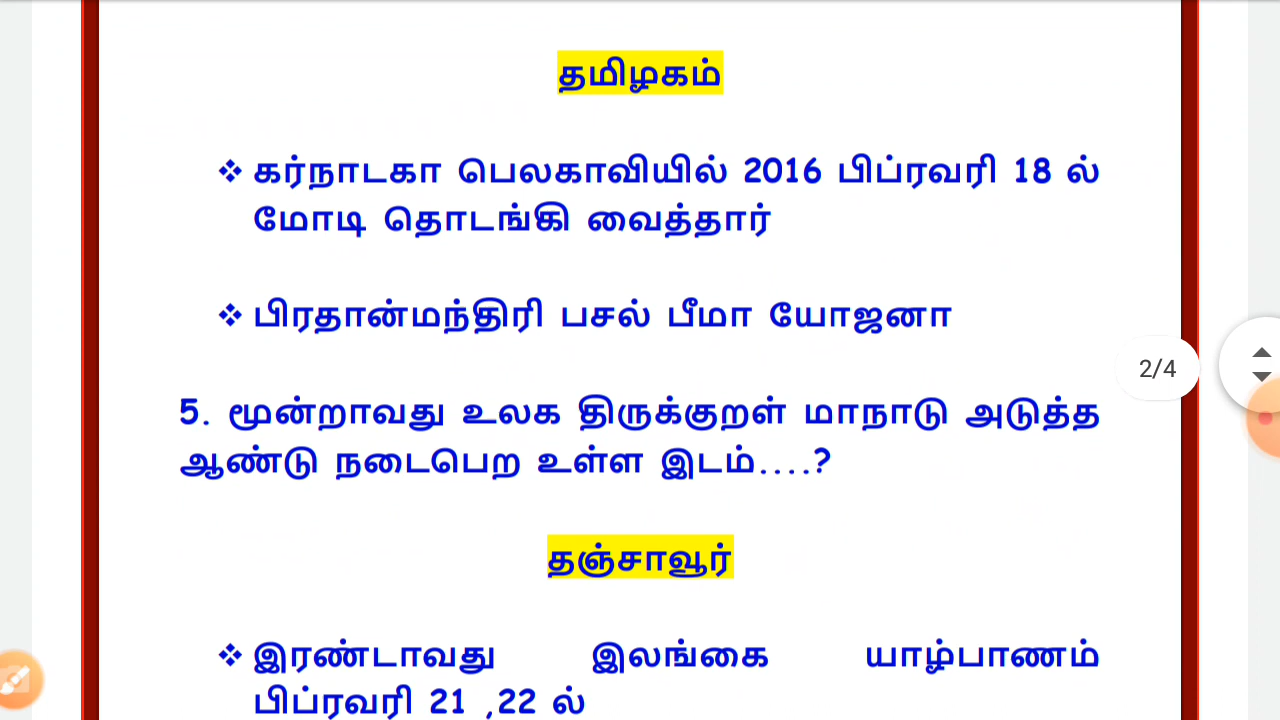 தமிழகம்
❖ கர்நாடகா பெலகாவியில் 2016 பிப்ரவரி 18 ல்
மோடி தொடங்கி வைத்தார்
❖ பிரதான்மந்திரி பசல் பீமா யோஜனா
2/4
5. மூன்றாவது உலக திருக்குறள் மாநாடு அடுத்த
ஆண்டு நடைபெற உள்ள இடம்....?
தஞ்சாவூர்
❖ இரண்டாவது இலங்கை யாழ்பாணம்
பிப்ரவரி 21 ,22 ல்